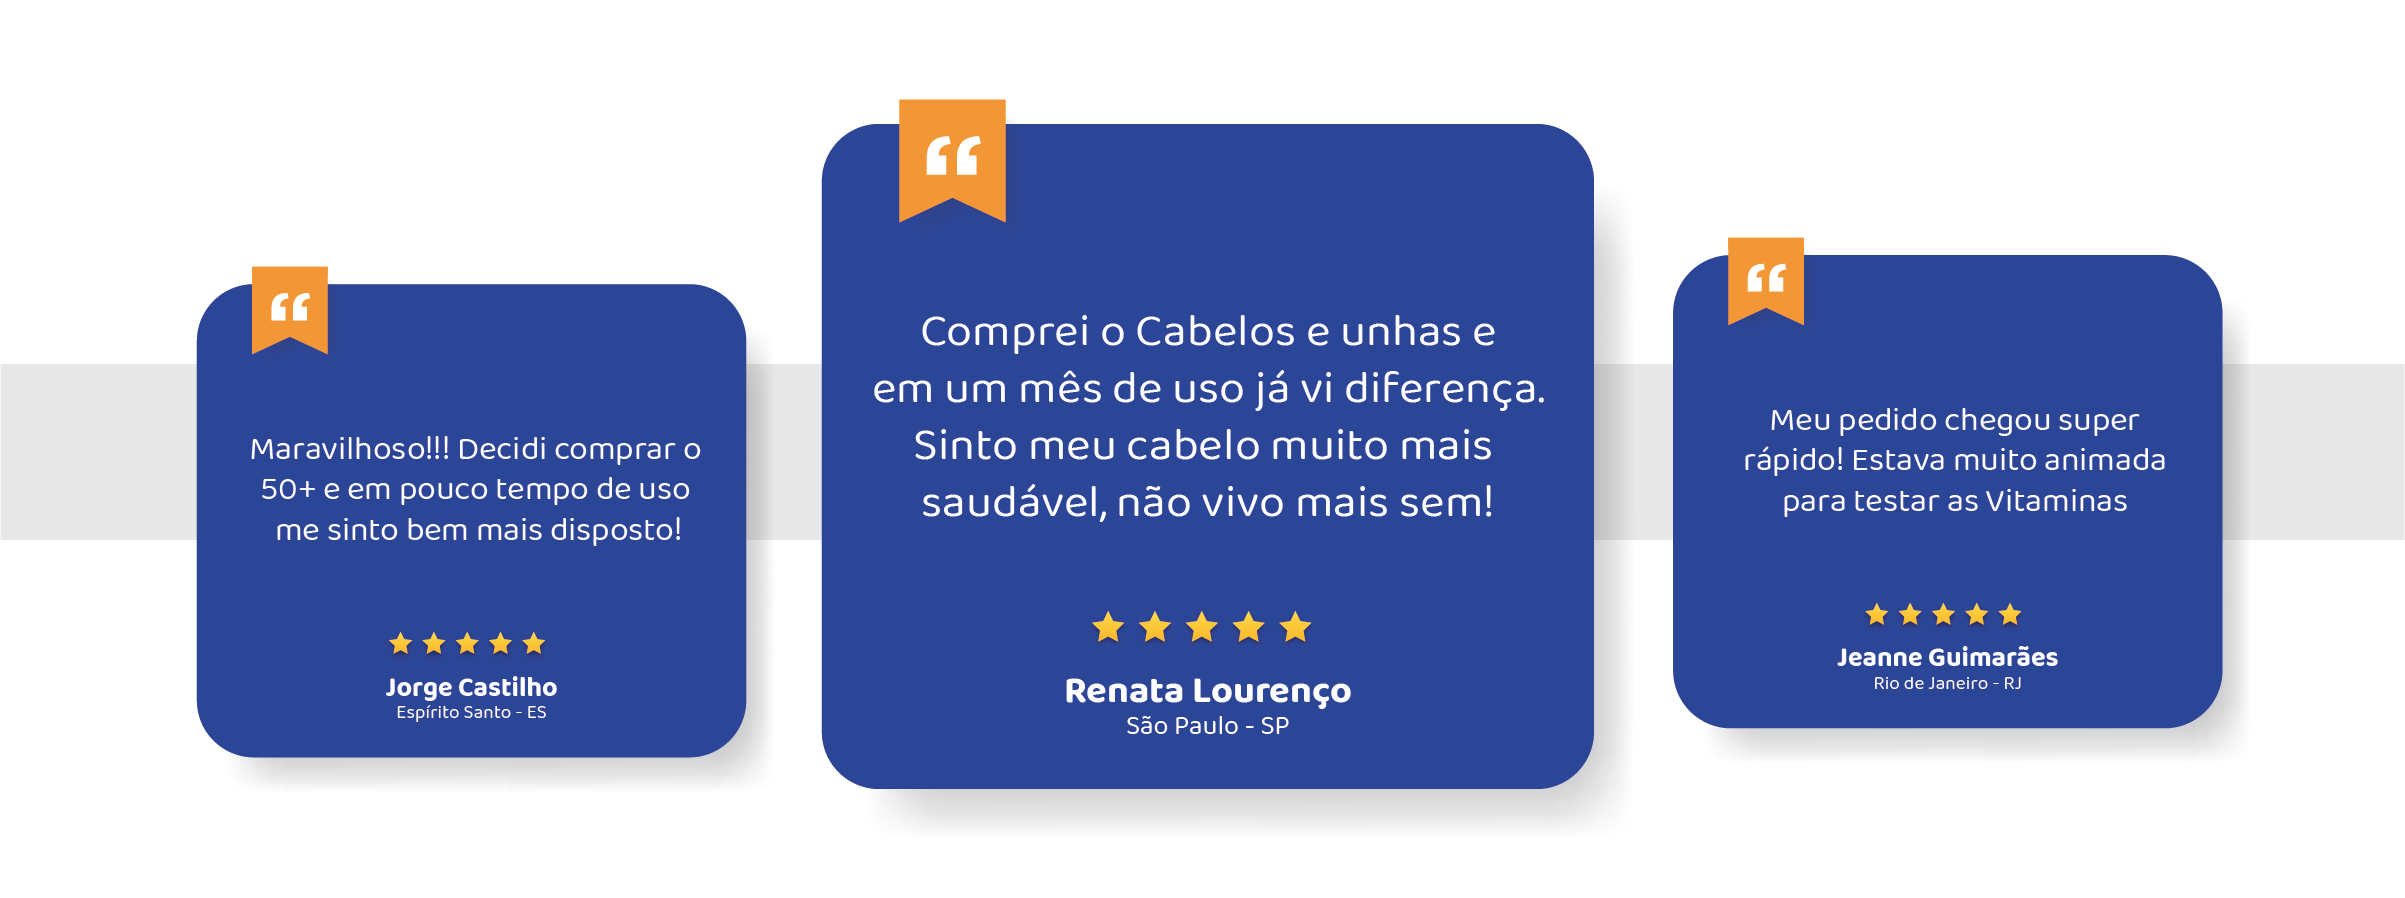 Maravilhoso!!! Decidi comprar o
50+ e em pouco tempo de uso
me sinto bem mais disposto!
Jorge Castilho
Espírito Santo - ES
Comprei o Cabelos e unhas e
em um mês de uso já vi diferença.
Sinto meu cabelo muito mais
saudável, não vivo mais sem!
Renata Lourenço
São Paulo - SP
Meu pedido chegou super
rápido! Estava muito animada
para testar as Vitaminas
Jeanne Guimarães
Rio de Janeiro - RJ